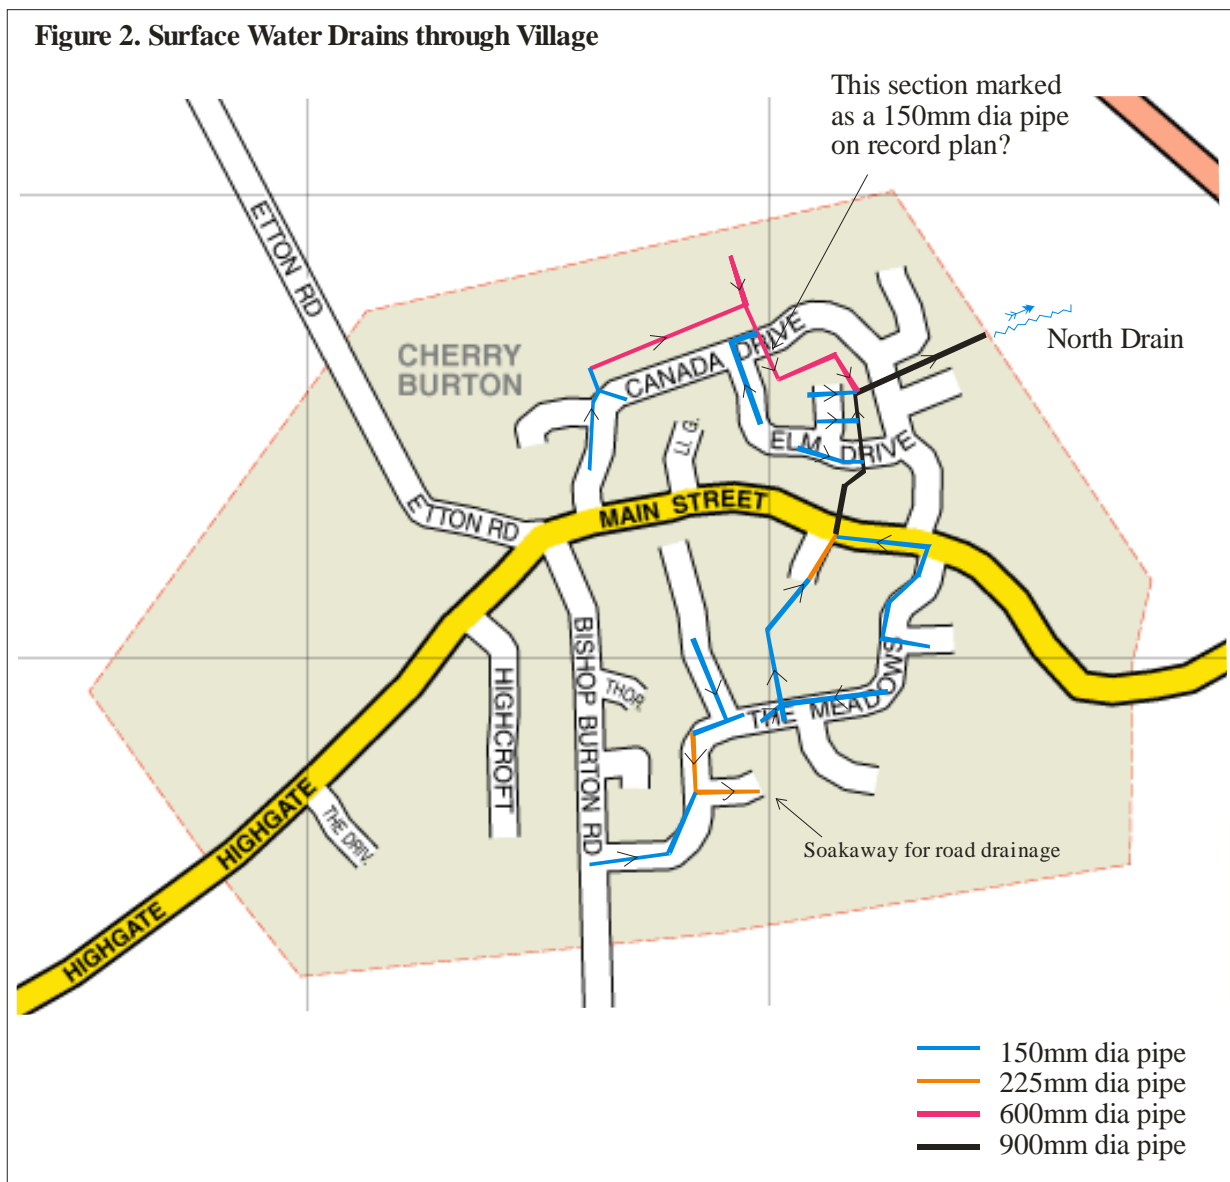 Figure 2. Surface Water Drains through Village
This section marked
as a 150mm dia pipe
on record plan?
ETTON RD
North Drain
CHERRY
BURTON
CANADA DRIVE
LI. G.
ELM DRIVE
ETTON RD
MAIN STREET
BISHOP BURTON RD
THOR.
HIGHCROFT
THE MEADOWS
HIGHGATE
THE DRIV.
Soakaway for road drainage
HIGHGATE
150mm dia pipe
225mm dia pipe
600mm dia pipe
900mm dia pipe